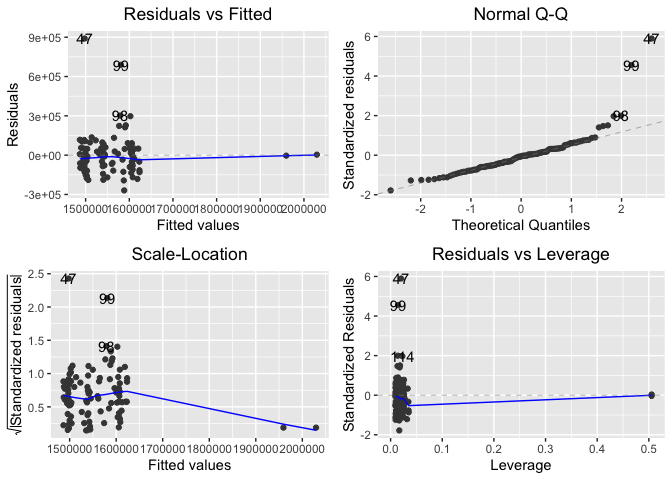 Residuals vs Fitted
Residuals
9e+05
6e+05
3e+05
0e+00
-3e+05
47
99
98
1500000 1600000 1700000 1800000 1900000 2000000
Fitted values
Normal Q-Q
Standardized residuals
6
4
2
0
-2
47
99
98
-2 -1 0 1 2
Theoretical Quantiles
Scale-Location
√|Standardized residuals|
2.5
2.0
1.5
1.0
0.5
47
99
98
1500000 1600000 1700000 1800000 1900000 2000000
Fitted values
Residuals vs Leverage
Standardized Residuals
6
4
2
0
-2
47
99
114
0.0 0.1 0.2 0.3 0.4 0.5
Leverage